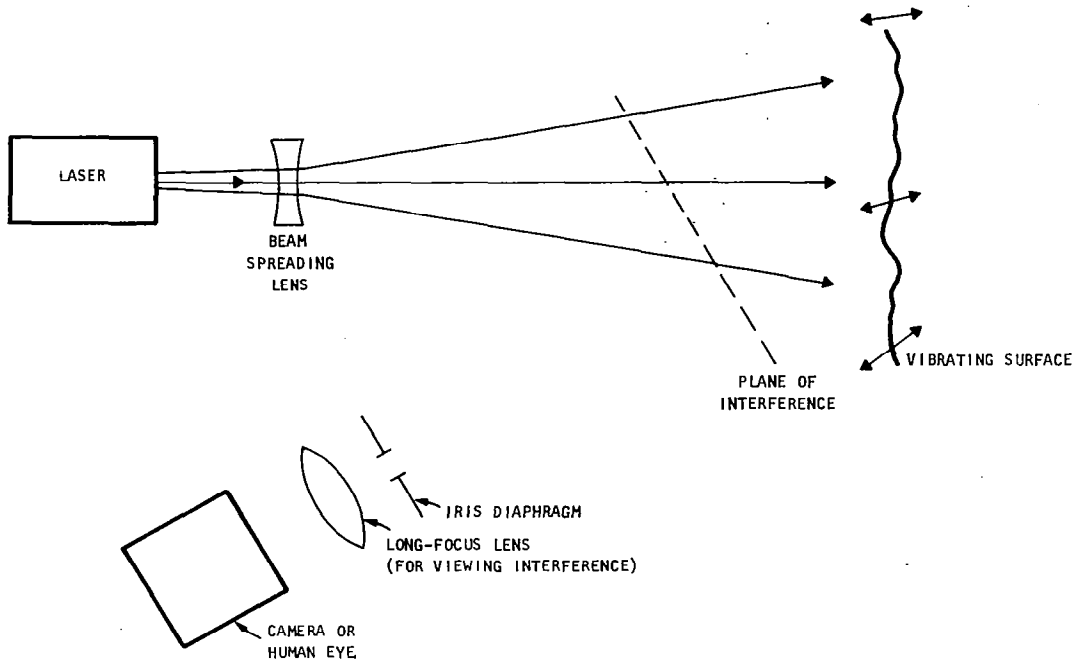 LASER
BEAM
SPREADING
LENS
PLANE OF
INTERFERENCE
VIBRATING SURFACE
IRIS DIAPHRAGM
LONG-FOCUS LENS
(FOR VIEWING INTERFERENCE)
CAMERA OR
HUMAN EYE